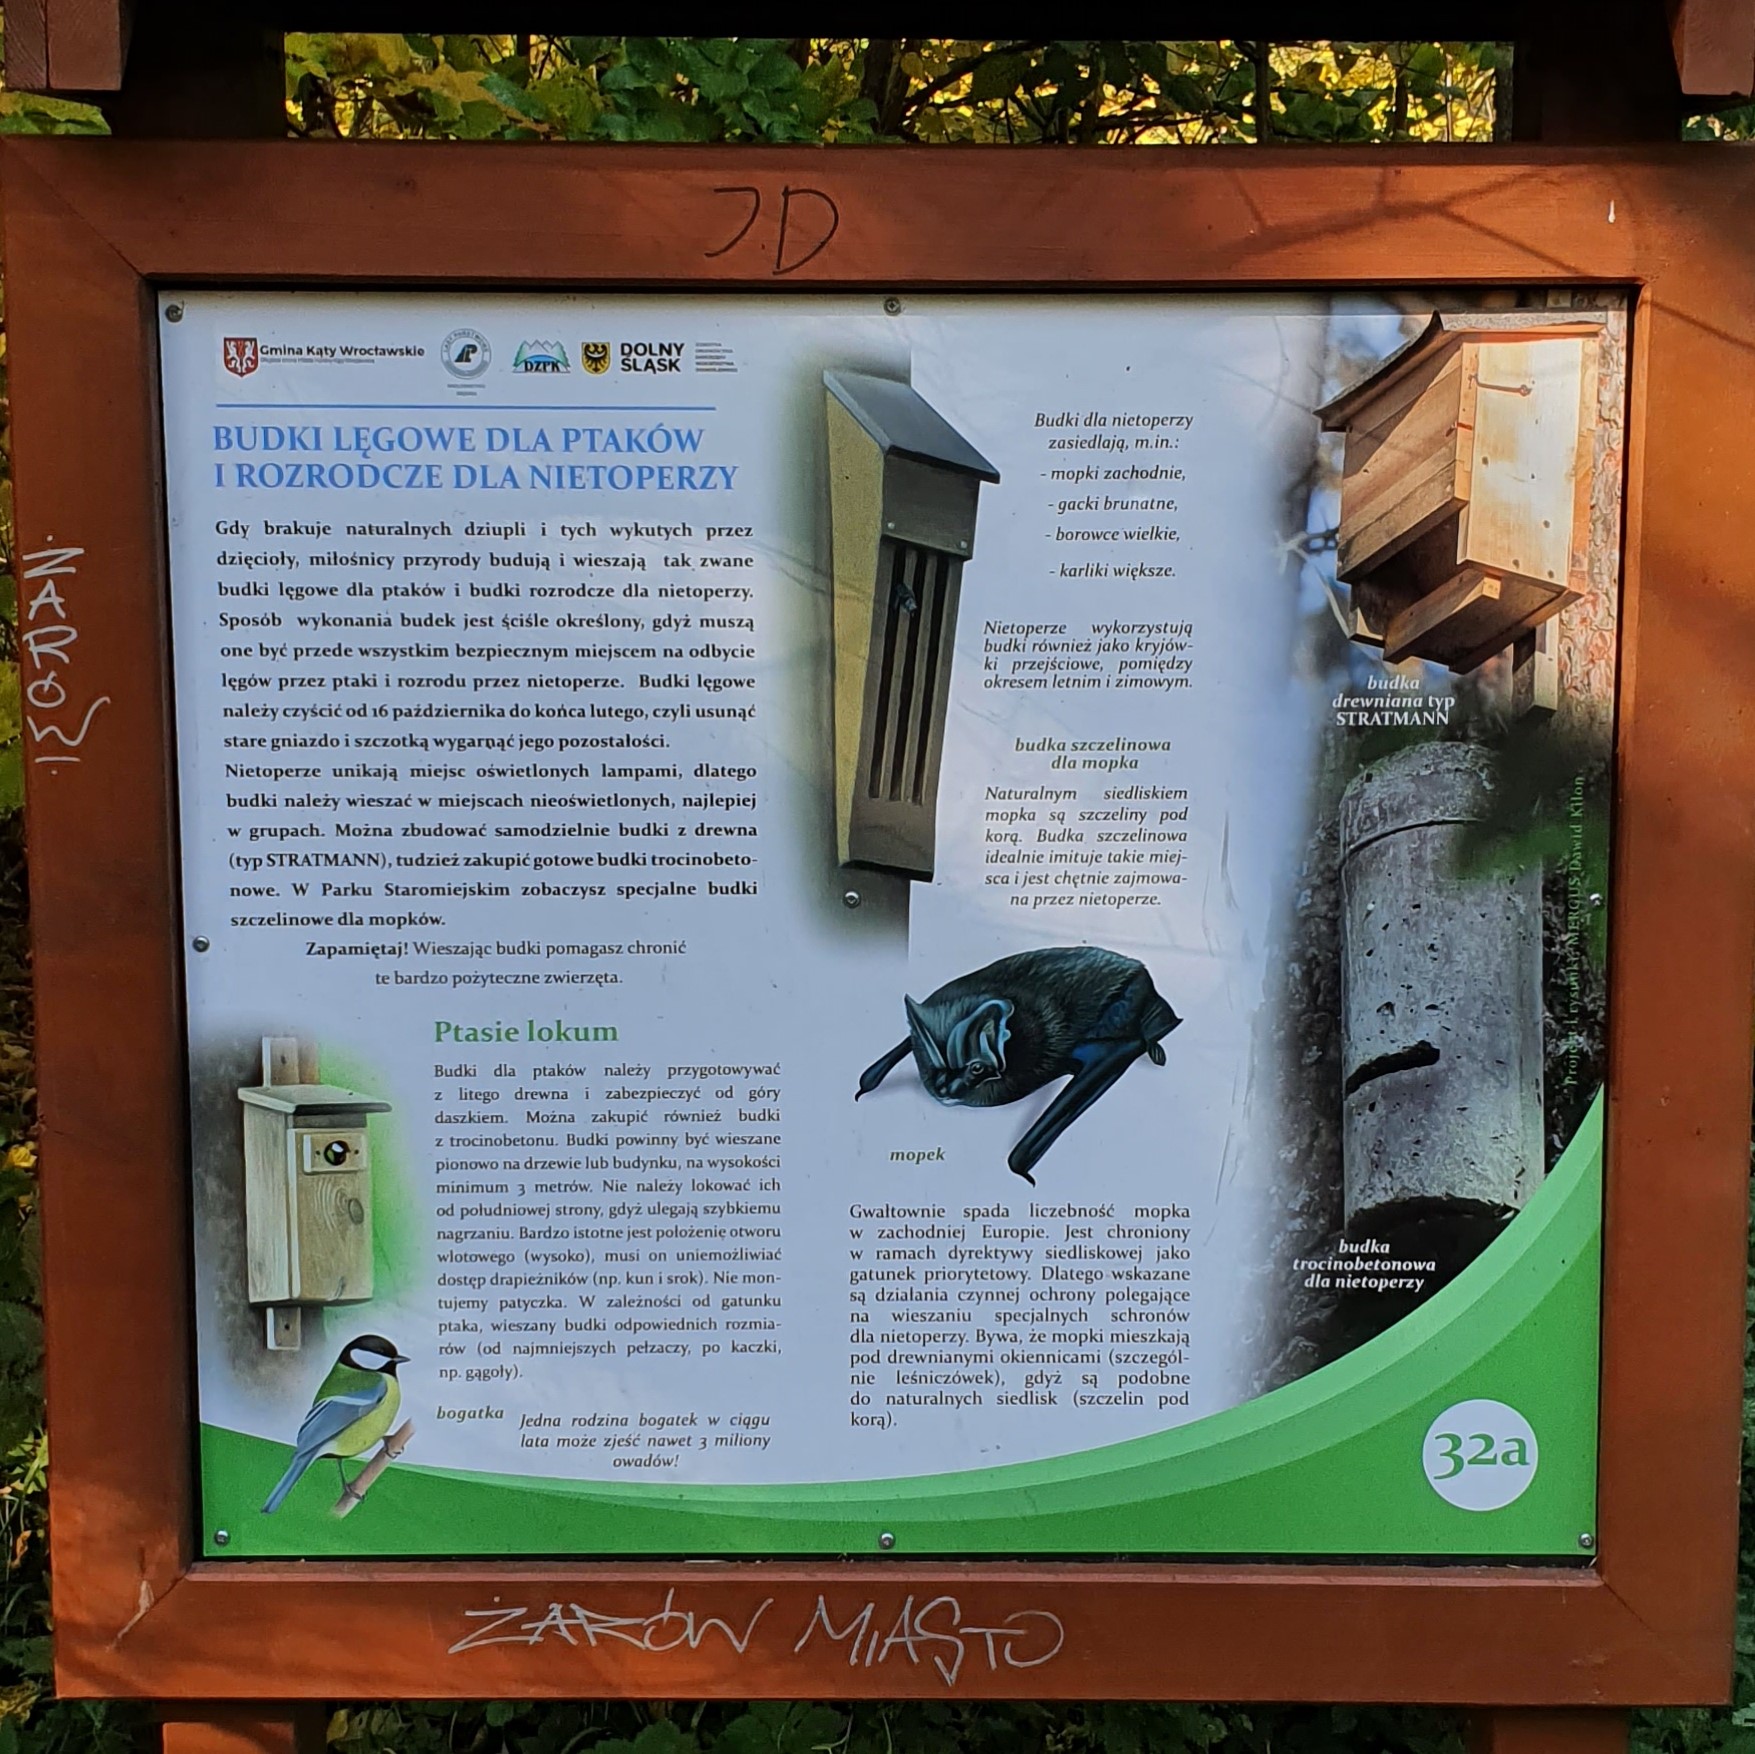 J.D
ŻARÓW!
Gmina Kąty Wrocławskie
DZPK
DOLNY
ŚLĄSK
BUDKI LĘGOWE DLA PTAKÓW
I ROZRODCZE DLA NIETOPERZY
Gdy brakuje naturalnych dziupli i tych wykutych przez
dzięcioły, miłośnicy przyrody budują i wieszają tak zwane
budki lęgowe dla ptaków i budki rozrodcze dla nietoperzy.
Sposób wykonania budek jest ściśle określony, gdyż muszą
one być przede wszystkim bezpiecznym miejscem na odbycie
lęgów przez ptaki i rozrodu przez nietoperze. Budki lęgowe
należy czyścić od 16 października do końca lutego, czyli usunąć
stare gniazdo i szczotką wygarnąć jego pozostałości.
Nietoperze unikają miejsc oświetlonych lampami, dlatego
budki należy wieszać w miejscach nieoświetlonych, najlepiej
w grupach. Można zbudować samodzielnie budki z drewna
(typ STRATMANN), tudzież zakupić gotowe budki trocinobeto-
nowe. W Parku Staromiejskim zobaczysz specjalne budki
szczelinowe dla mopków.
Zapamiętaj! Wieszając budki pomagasz chronić
te bardzo pożyteczne zwierzęta.
Ptasie lokum
Budki dla ptaków należy przygotowywać
z litego drewna i zabezpieczyć od góry
daszkiem. Można zakupić również budki
z trocinobetonu. Budki powinny być wieszane
pionowo na drzewie lub budynku, na wysokości
minimum 3 metrów. Nie należy lokować ich
od południowej strony, gdyż ulegają szybkiemu
nagrzaniu. Bardzo istotne jest położenie otworu
wlotowego (wysoko), musi on uniemożliwiać
dostęp drapieżników (np. kun i srok). Nie mon-
tujemy patyczka. W zależności od gatunku
ptaka, wieszany budki odpowiednich rozmia-
rów (od najmniejszych pełzaczy, po kaczki,
np. gągoły).
bogatka
Jedna rodzina bogatek w ciągu
lata może zjeść nawet 3 miliony
owadów!
Budki dla nietoperzy
zasiedlają, m.in.:
- mopki zachodnie,
- gacki brunatne,
- borowce wielkie,
- karliki większe.
Nietoperze wykorzystują
budki również jako kryjów-
ki przejściowe, pomiędzy
okresem letnim i zimowym.
budka szczelinowa
dla mopka
Naturalnym siedliskiem
mopka są szczeliny pod
korą. Budka szczelinowa
idealnie imituje takie miej-
sca i jest chętnie zajmowa-
na przez nietoperze.
mopek
Gwałtownie spada liczebność mopka
w zachodniej Europie. Jest chroniony
w ramach dyrektywy siedliskowej jako
gatunek priorytetowy. Dlatego wskazane
są działania czynnej ochrony polegające
na wieszaniu specjalnych schronów
dla nietoperzy. Bywa, że mopki mieszkają
pod drewnianymi okiennicami (szczegól-
nie leśniczówek), gdyż są podobne
do naturalnych siedlisk (szczelin pod
korą).
budka
drewniana typ
STRATMANN
budka
trocinobetonowa
dla nietoperzy
Projekt i rysunki: MERGUS Dawid Kilon
32a
ŻARÓW MIASTO